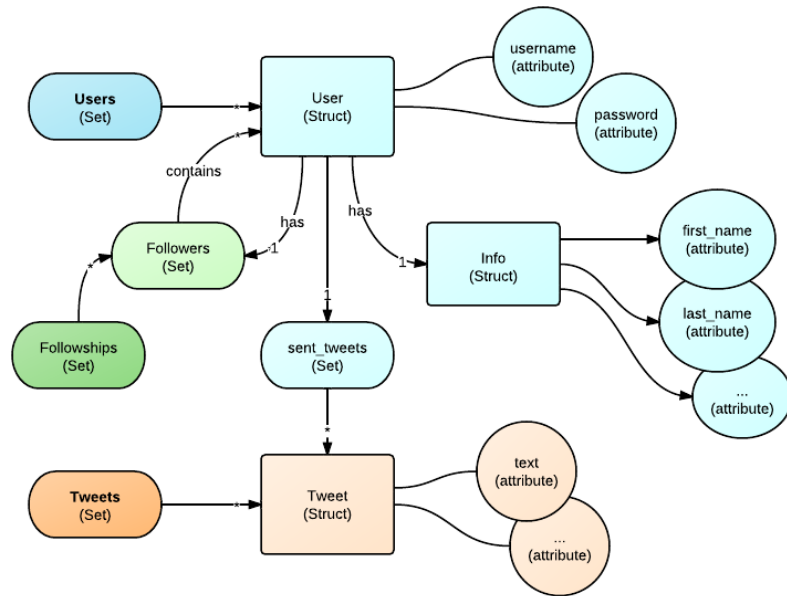 username
(attribute)
Users
(Set)
*
User
(Struct)
password
(attribute)
*
contains
has
has
first_name
(attribute)
Followers
(Set)
1
1
Info
(Struct)
*
1
last_name
(attribute)
Followships
(Set)
sent_tweets
(Set)
...
(attribute)
*
text
(attribute)
Tweets
(Set)
*
Tweet
(Struct)
...
(attribute)